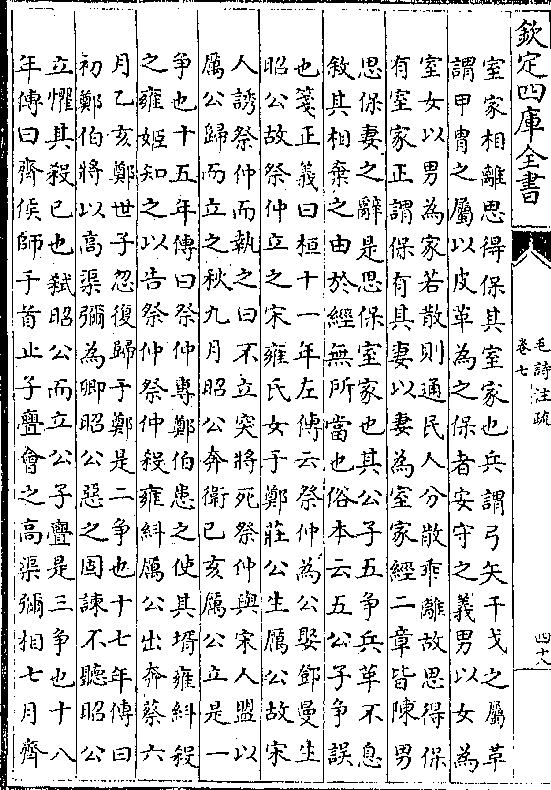 欽定四庫全書
毛詩注疏
卷七
四十八
室家相離思得保其室家也兵謂弓矢干戈之屬革
謂甲冑之屬以皮革為之保者安守之義男以女為
室女以男為家若散則通民人分散乖離故思得保
有室家正謂保有其妻以妻為室家經二章皆陳男
思保妻之辭是思保室家也其公子五争兵革不息
敘其相棄之由於經無所當也俗本云五公子争誤
也箋正義曰桓十一年左傳云祭仲為公娶鄧曼生
昭公故祭仲立之宋雍氏女于鄭莊公生厲公故宋
人誘祭仲而執之曰不立突將死祭仲與宋人盟以
厲公歸而立之秋九月昭公奔衛己亥厲公立是一
争也十五年傳曰祭仲専鄭伯患之使其壻雍糾殺
之雍姬知之以告祭仲祭仲殺雍糾厲公出奔蔡六
月乙亥鄭世子忽復歸于鄭是二争也十七年傳曰
初鄭伯將以高渠彌為卿昭公惡之固諫不聽昭公
立懼其殺已也弑昭公而立公子亹是三争也十八
年傳曰齊侯師于首止子亹會之高渠彌相七月齊